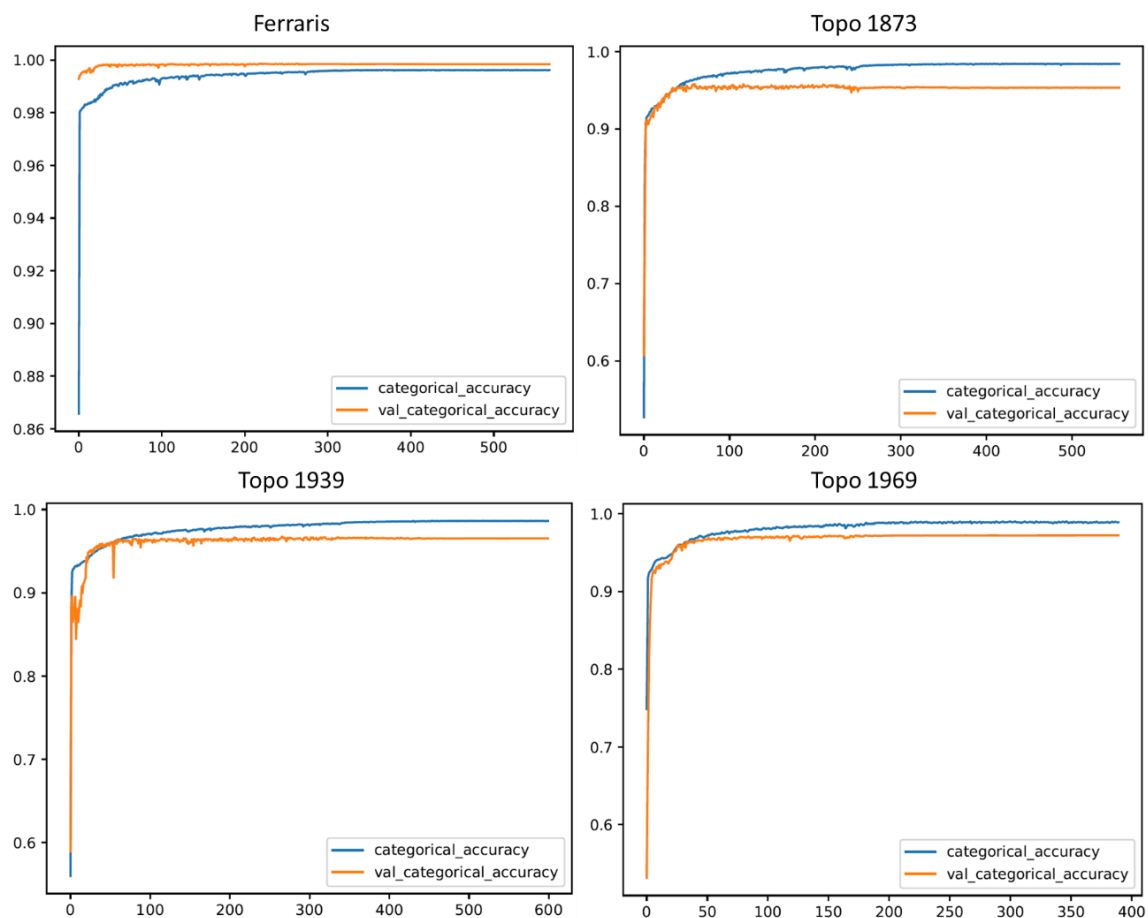 Ferraris
1.00
0.98
0.96
0.94
0.92
0.90
0.88
0.86
0 100 200 300 400 500
categorical_accuracy
val_categorical_accuracy
Topo 1873
1.0
0.9
0.8
0.7
0.6
0 100 200 300 400 500
categorical_accuracy
val_categorical_accuracy
Topo 1939
1.0
0.9
0.8
0.7
0.6
0 100 200 300 400 500 600
categorical_accuracy
val_categorical_accuracy
Topo 1969
1.0
0.9
0.8
0.7
0.6
0 50 100 150 200 250 300 350 400
categorical_accuracy
val_categorical_accuracy